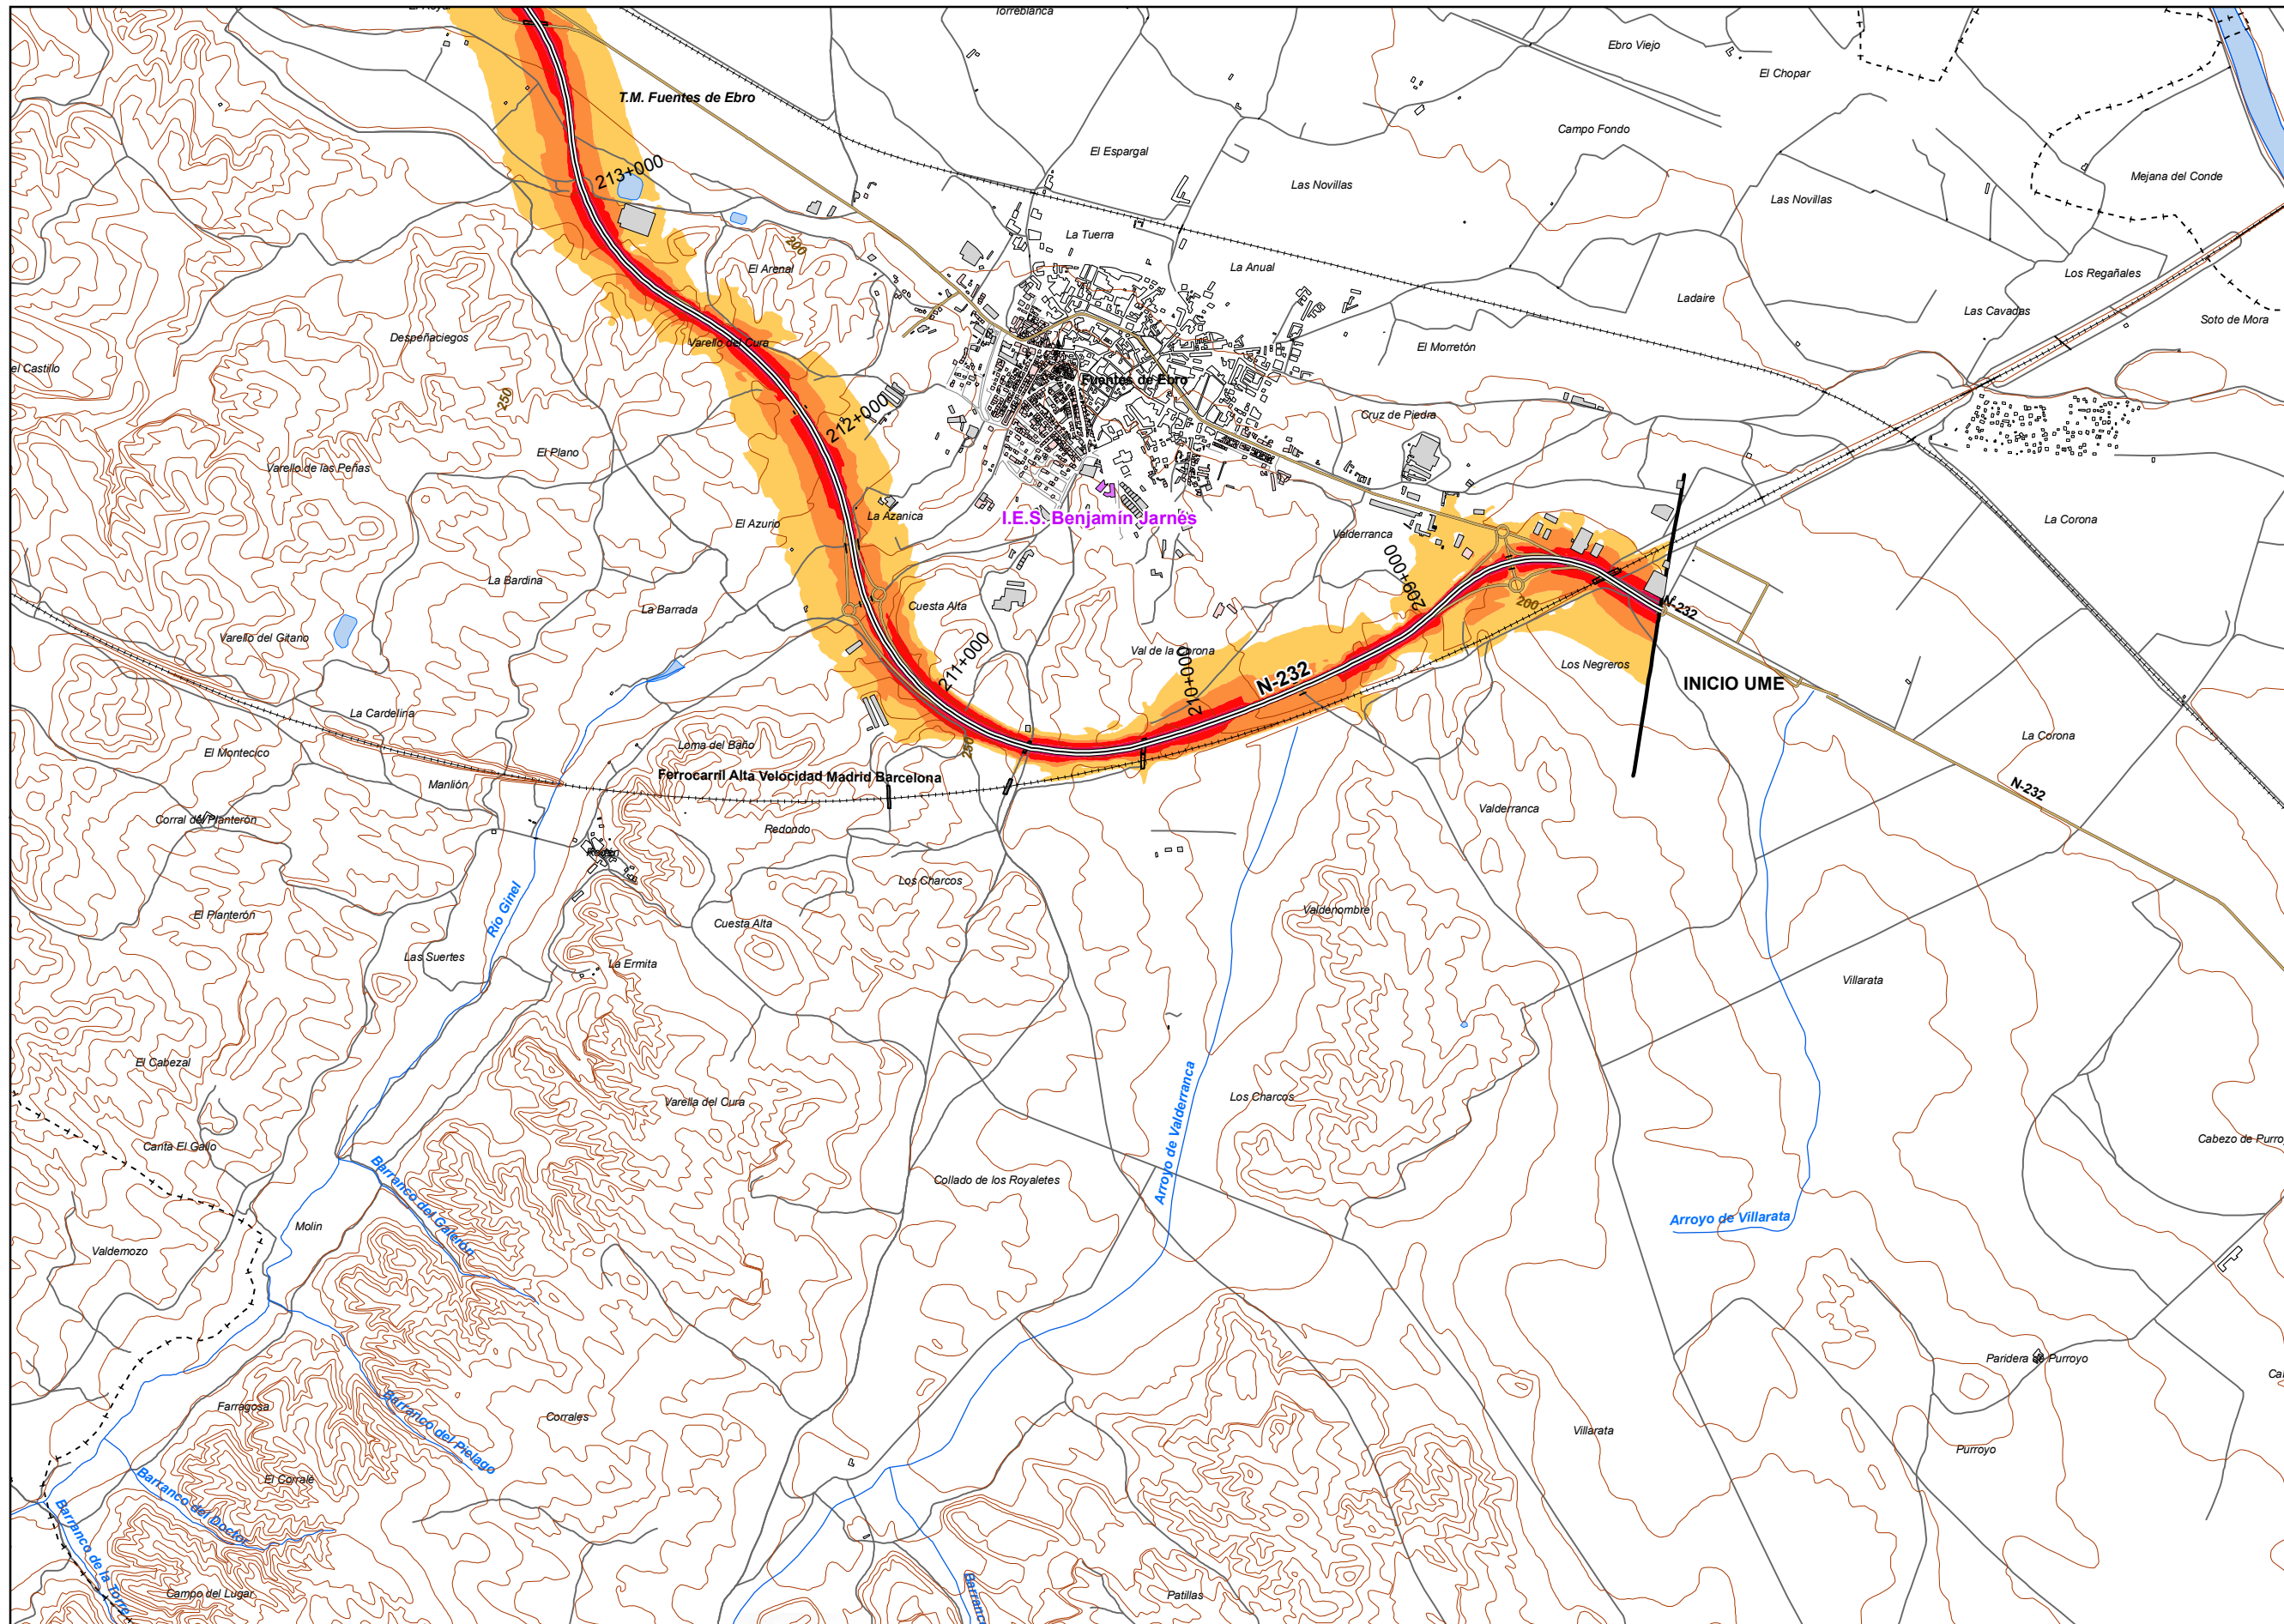 Torreblanca
Ebro Viejo
El Chopar
T.M. Fuentes de Ebro
Campo Fondo
El Espargal
213+000
Las Novillas
Mejana del Conde
Las Novillas
La Tuerra
200
El Arenal
La Anual
Los Regañales
Ladaire
Las Cavadas
Soto de Mora
Despeñaciegos
Varello del Cura
El Morretón
el Castillo
Fuentes de Ebro
250
212+000
Cruz de Piedra
El Plano
Varello de las Peñas
La Azanica
I.E.S. Benjamín Jarnés
El Azurio
La Corona
Valderranca
209+000
La Bardina
La Barrada
Cuesta Alta
200
N-232
Varello del Gitano
211+000
Val de la Corona
Los Negreros
210+000
N-232
INICIO UME
La Cardelina
La Corona
Loma del Baño
250
El Montecico
Ferrocarril Alta Velocidad Madrid Barcelona
Manlión
N-232
Corral del Planterón
Redondo
Valderranca
Los Charcos
Río Ginel
El Planterón
Cuesta Alta
Valdenombre
Las Suertes
La Ermita
Villarata
El Cabezal
Varella del Cura
Los Charcos
Arroyo de Valderranca
Canta El Gallo
Cabezo de Purro
Barranco del Galerón
Collado de los Royaletes
Molin
Arroyo de Villarata
Valdemozo
Paridera de Purroyo
Farragosa
Corrales
Barranco del Pielago
Villarata
Purroyo
El Corrale
Barranco del Doctor
Barranco de la Torre
Campo del Lugar
Patillas
Barranco